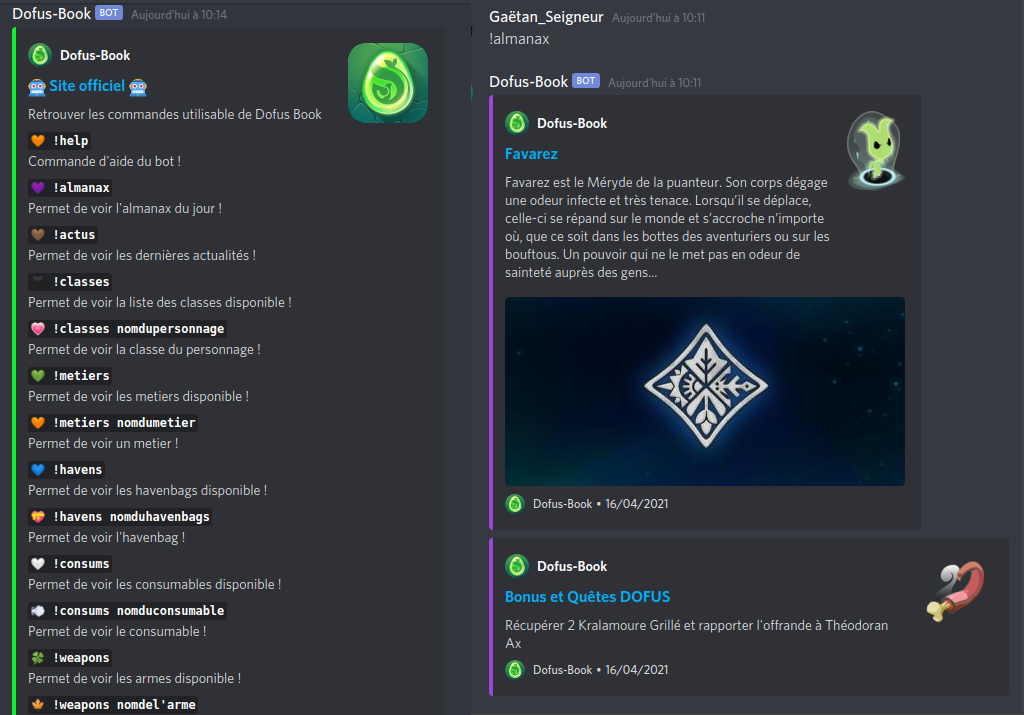 Dofus-Book BOT Aujourd'hui à 10:14
Dofus-Book
Site officiel
Retrouver les commandes utilisable de Dofus Book
!help
Commande d'aide du bot !
!almanax
Permet de voir l'almanax du jour !
!actus
Permet de voir les dernières actualités !
!classes
Permet de voir la liste des classes disponible !
!classes nomdupersonnage
Permet de voir la classe du personnage !
!metiers
Permet de voir les metiers disponible !
!metiers nomdumetier
Permet de voir un metier !
!havens
Permet de voir les havenbags disponible !
!havens nomduhavenbags
Permet de voir l'havenbag !
!consums
Permet de voir les consumables disponible !
!consums nomduconsumable
Permet de voir le consumable !
!weapons
Permet de voir les armes disponible !
!weapons nomdel'arme
Gaëtan_Seigneur Aujourd'hui à 10:11
!almanax
Dofus-Book BOT Aujourd'hui à 10:11
Dofus-Book
Favarez
Favarez est le Méryde de la puanteur. Son corps dégage
une odeur infecte et très tenace. Lorsqu’il se déplace,
celle-ci se répand sur le monde et s’accroche n’importe
où, que ce soit dans les bottes des aventuriers ou sur les
bouftous. Un pouvoir qui ne le met pas en odeur de
sainteté auprès des gens...
Dofus-Book • 16/04/2021
Dofus-Book
Bonus et Quêtes DOFUS
Récupérer 2 Kralamoure Grillé et rapporter l'offrande à Théodoran
Ax
Dofus-Book • 16/04/2021